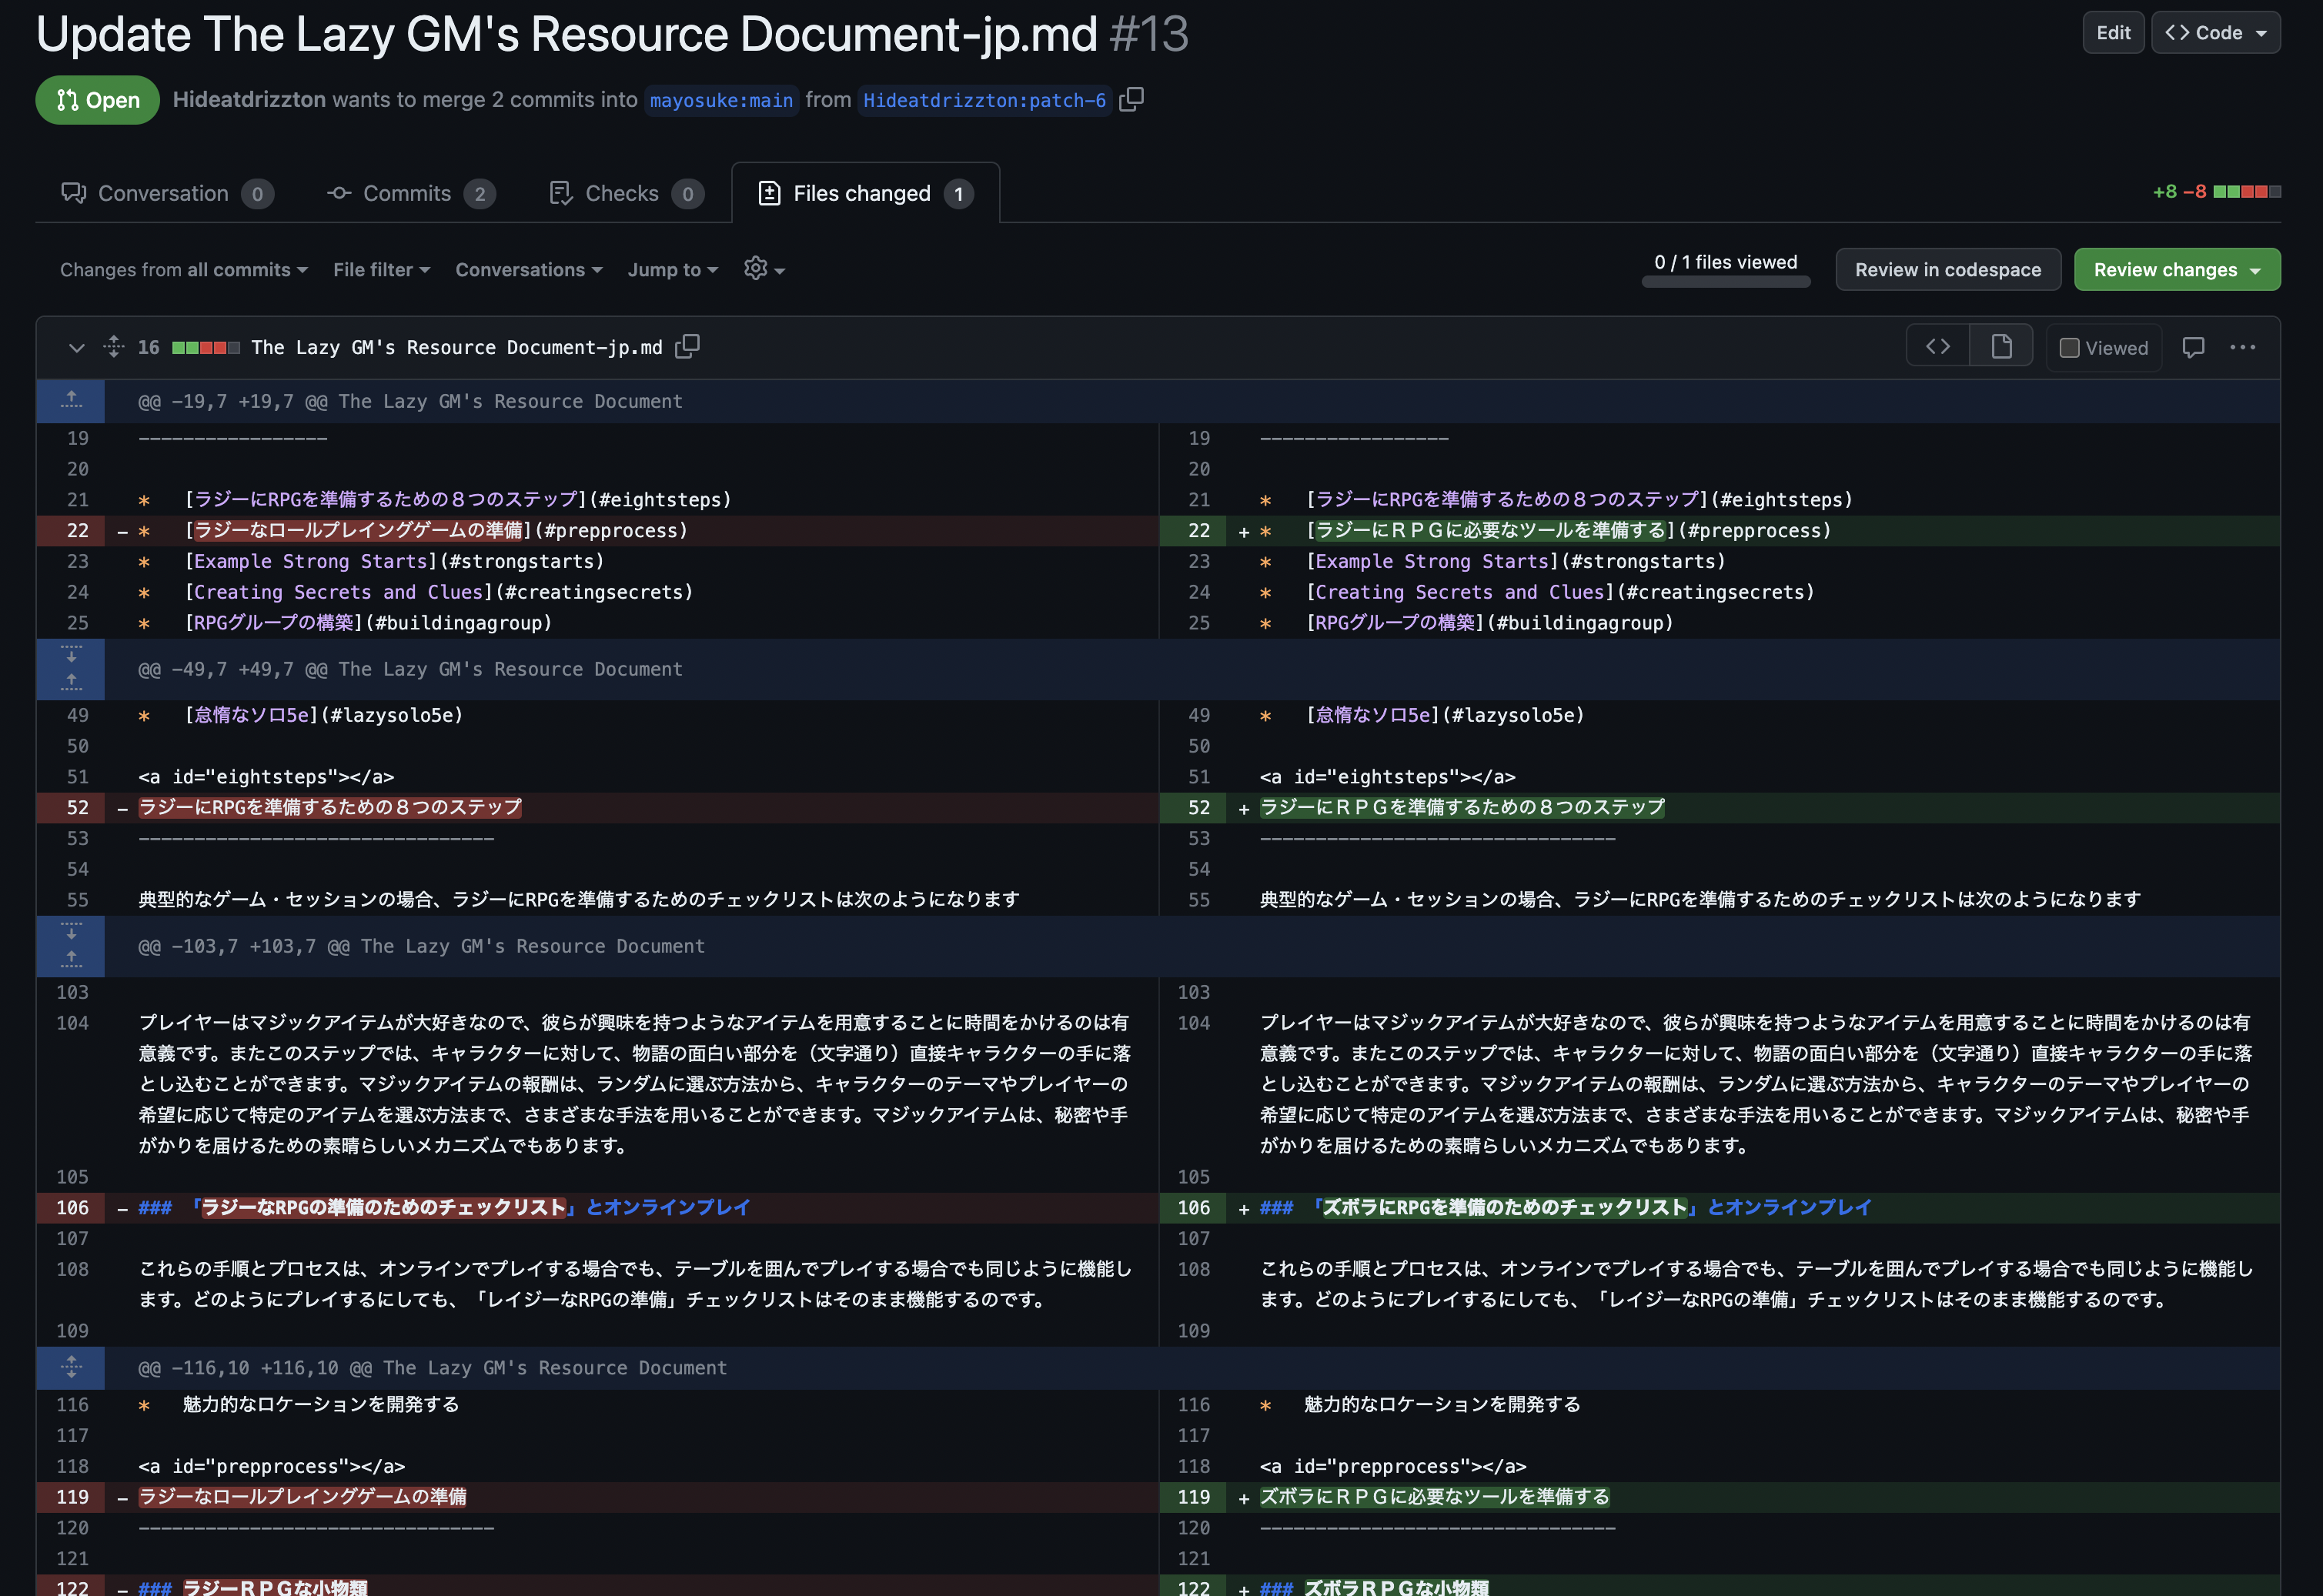 Update The Lazy GM's Resource Document-jp.md #13
Edit
<> Code
Open
Hideatdrizzton wants to merge 2 commits into mayosuke:main from Hideatdrizzton:patch-6
Conversation 0
Commits 2
Checks 0
Files changed 1
+8 −8
Changes from all commits
File filter
Conversations
Jump to
0 / 1 files viewed
Review in codespace
Review changes
16 The Lazy GM's Resource Document-jp.md
Viewed
@@ -19,7 +19,7 @@ The Lazy GM's Resource Document
19 -----------------
19 -----------------
20
20
21 * [ラジーにRPGを準備するための８つのステップ](#eightsteps)
21 * [ラジーにRPGを準備するための８つのステップ](#eightsteps)
22 - * [ラジーなロールプレイングゲームの準備](#prepprocess)
22 + * [ラジーにＲＰＧに必要なツールを準備する](#prepprocess)
23 * [Example Strong Starts](#strongstarts)
23 * [Example Strong Starts](#strongstarts)
24 * [Creating Secrets and Clues](#creatingsecrets)
24 * [Creating Secrets and Clues](#creatingsecrets)
25 * [RPGグループの構築](#buildingagroup)
25 * [RPGグループの構築](#buildingagroup)
@@ -49,7 +49,7 @@ The Lazy GM's Resource Document
49 * [怠惰なソロ5e](#lazysolo5e)
49 * [怠惰なソロ5e](#lazysolo5e)
50
50
51 <a id="eightsteps"></a>
51 <a id="eightsteps"></a>
52 - ラジーにRPGを準備するための８つのステップ
52 + ラジーにＲＰＧを準備するための８つのステップ
53 --------------------------------
53 --------------------------------
54
54
55 典型的なゲーム・セッションの場合、ラジーにRPGを準備するためのチェックリストは次のようになります
55 典型的なゲーム・セッションの場合、ラジーにRPGを準備するためのチェックリストは次のようになります
@@ -103,7 +103,7 @@ The Lazy GM's Resource Document
103
103
104 プレイヤーはマジックアイテムが大好きなので、彼らが興味を持つようなアイテムを用意することに時間をかけるのは有
意義です。またこのステップでは、キャラクターに対して、物語の面白い部分を（文字通り）直接キャラクターの手に落
とし込むことができます。マジックアイテムの報酬は、ランダムに選ぶ方法から、キャラクターのテーマやプレイヤーの
希望に応じて特定のアイテムを選ぶ方法まで、さまざまな手法を用いることができます。マジックアイテムは、秘密や手
がかりを届けるための素晴らしいメカニズムでもあります。
104 プレイヤーはマジックアイテムが大好きなので、彼らが興味を持つようなアイテムを用意することに時間をかけるのは有
意義です。またこのステップでは、キャラクターに対して、物語の面白い部分を（文字通り）直接キャラクターの手に落
とし込むことができます。マジックアイテムの報酬は、ランダムに選ぶ方法から、キャラクターのテーマやプレイヤーの
希望に応じて特定のアイテムを選ぶ方法まで、さまざまな手法を用いることができます。マジックアイテムは、秘密や手
がかりを届けるための素晴らしいメカニズムでもあります。
105
105
106 - ### 「ラジーなRPGの準備のためのチェックリスト」とオンラインプレイ
106 + ### 「ズボラにRPGを準備のためのチェックリスト」とオンラインプレイ
107
107
108 これらの手順とプロセスは、オンラインでプレイする場合でも、テーブルを囲んでプレイする場合でも同じように機能し
ます。どのようにプレイするにしても、「レイジーなRPGの準備」チェックリストはそのまま機能するのです。
108 これらの手順とプロセスは、オンラインでプレイする場合でも、テーブルを囲んでプレイする場合でも同じように機能し
ます。どのようにプレイするにしても、「レイジーなRPGの準備」チェックリストはそのまま機能するのです。
109
109
@@ -116,10 +116,10 @@ The Lazy GM's Resource Document
116 * 魅力的なロケーションを開発する
116 * 魅力的なロケーションを開発する
117
117
118 <a id="prepprocess"></a>
118 <a id="prepprocess"></a>
119 - ラジーなロールプレイングゲームの準備
119 + ズボラにＲＰＧに必要なツールを準備する
120 --------------------------------
120 --------------------------------
121
121
122 - ### ラジーＲＰＧな小物類
122 + ### ズボラＲＰＧな小物類